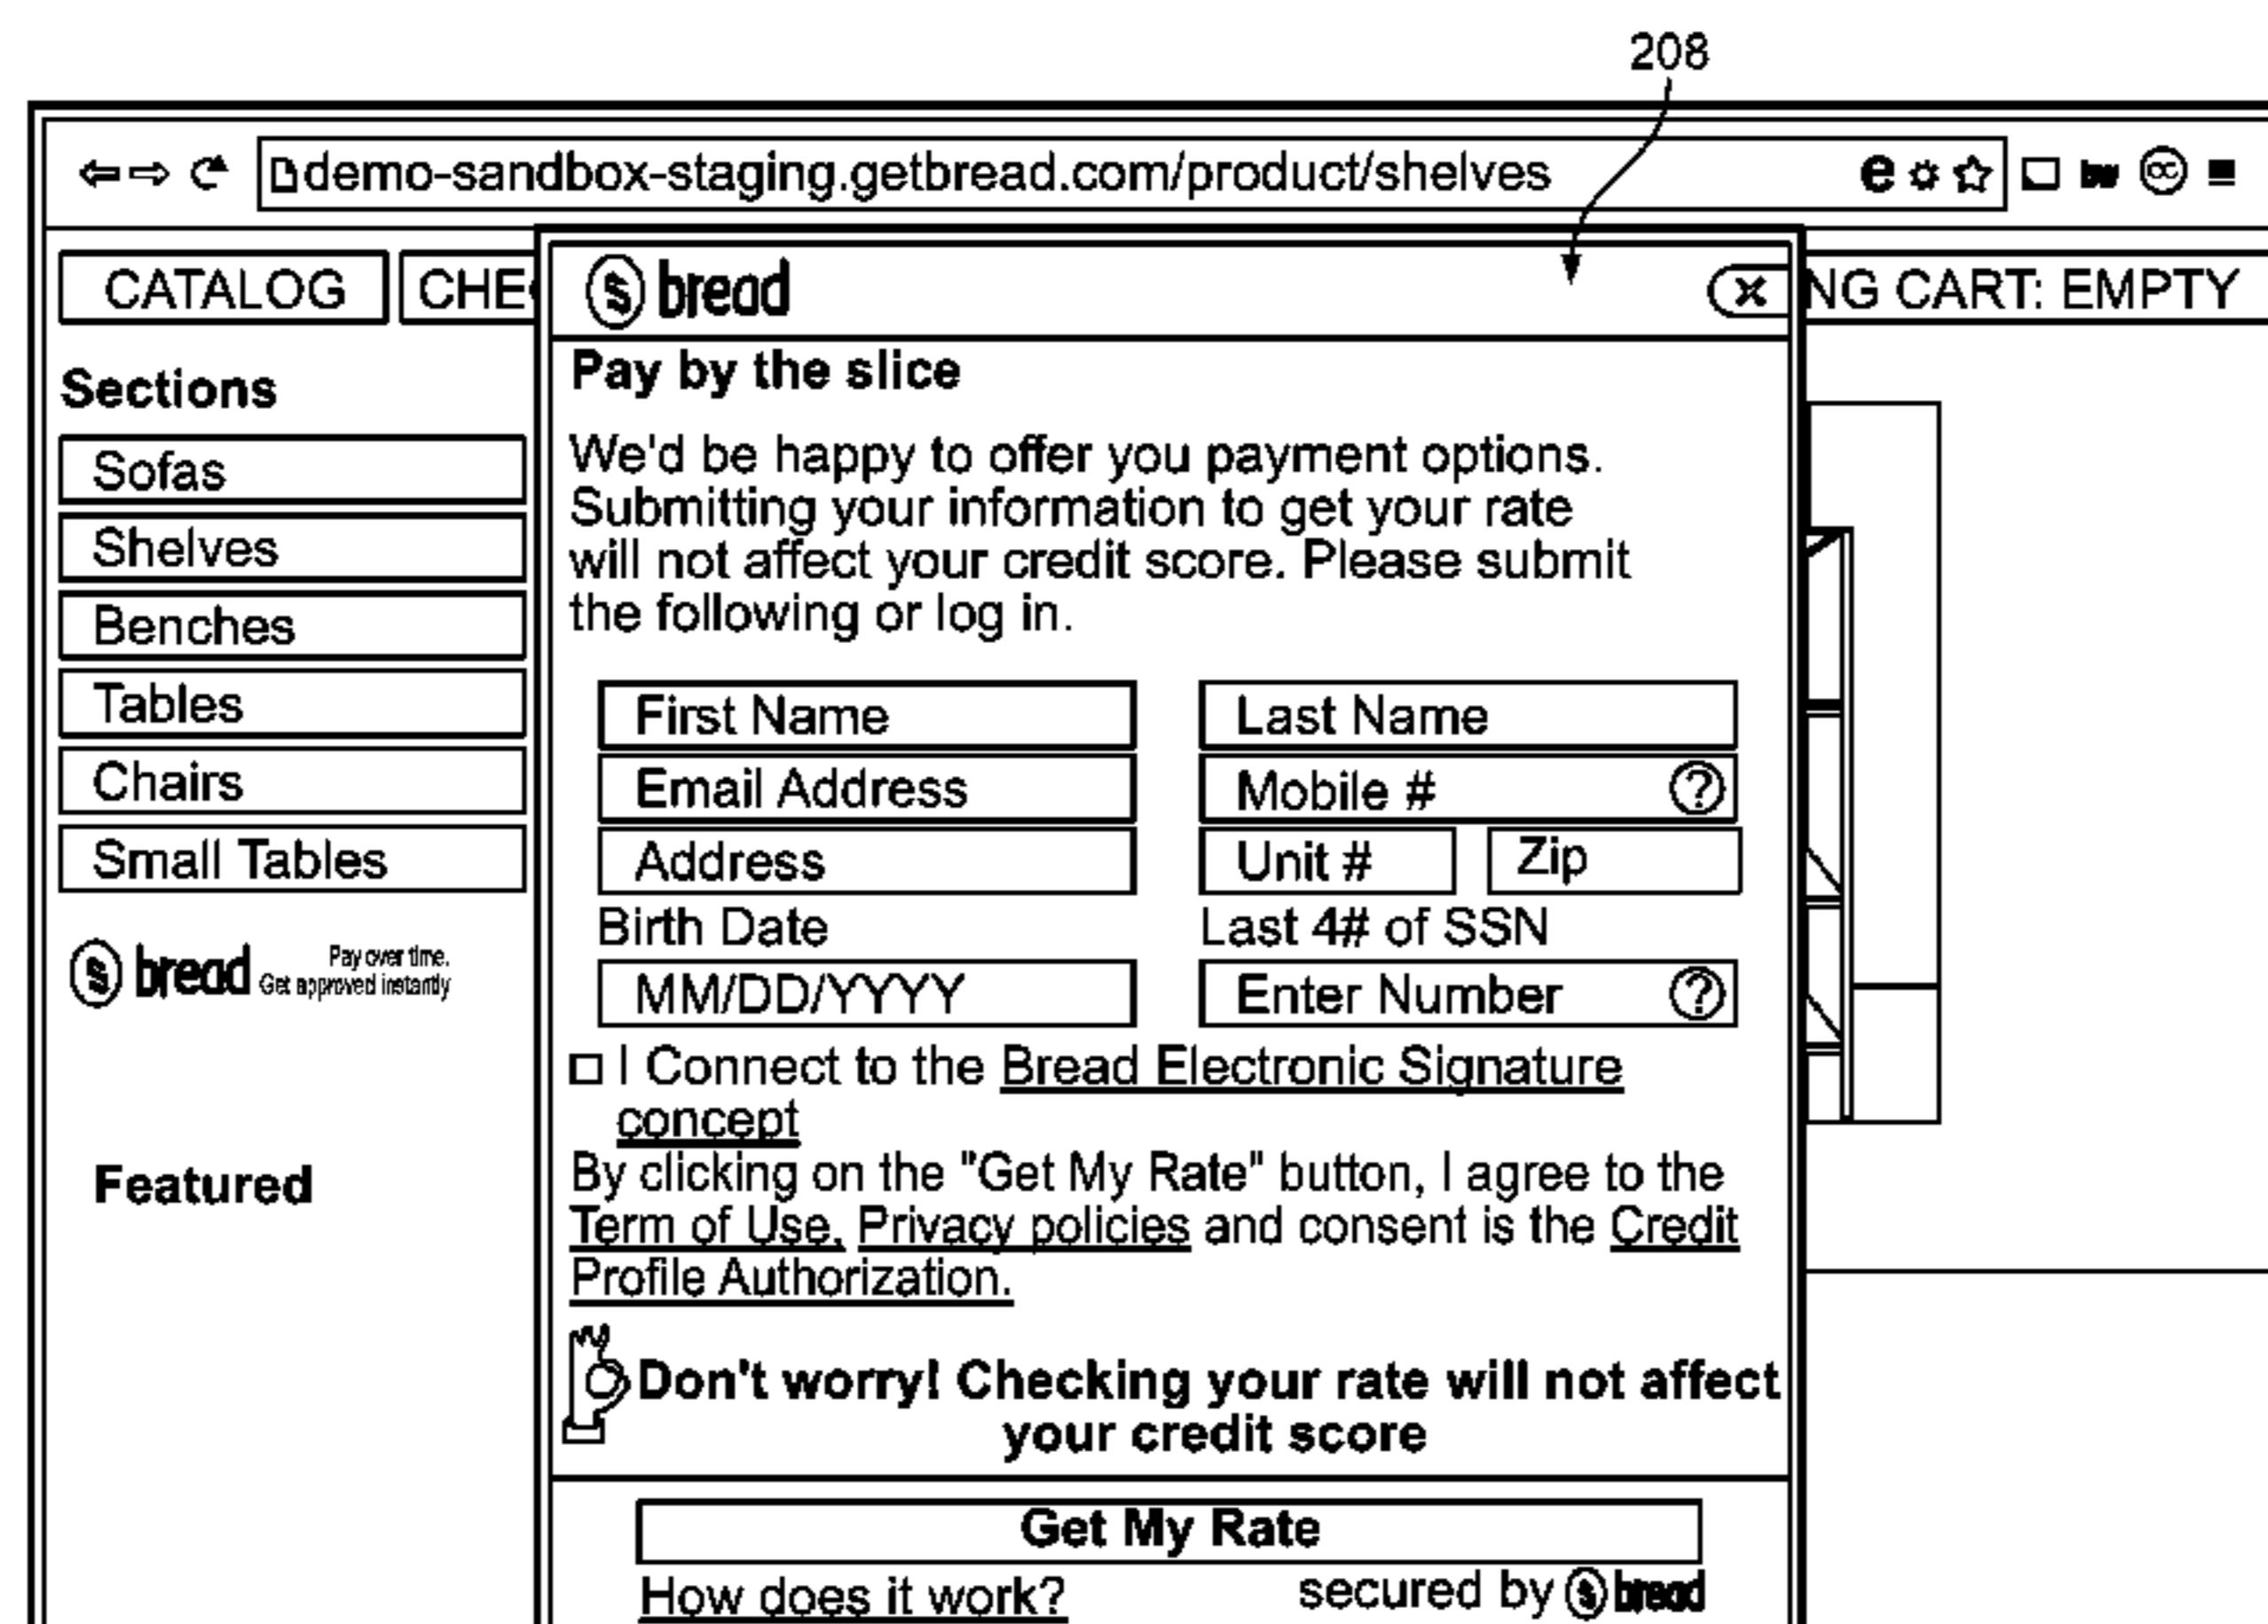 208
demo-sandbox-staging.getbread.com/product/shelves
CATALOG
CHE
NG CART: EMPTY
bread
Pay by the slice
We'd be happy to offer you payment options.
Submitting your information to get your rate
will not affect your credit score. Please submit
the following or log in.
First Name
Last Name
Email Address
Mobile # ?
Address
Unit #
Zip
Birth Date
Last 4# of SSN
MM/DD/YYYY
Enter Number ?
I Connect to the Bread Electronic Signature
concept
By clicking on the "Get My Rate" button, I agree to the
Term of Use, Privacy policies and consent is the Credit
Profile Authorization.
Don't worry! Checking your rate will not affect
your credit score
Get My Rate
How does it work?
secured by bread
Sections
Sofas
Shelves
Benches
Tables
Chairs
Small Tables
bread
Pay over time.
Get approved instantly
Featured